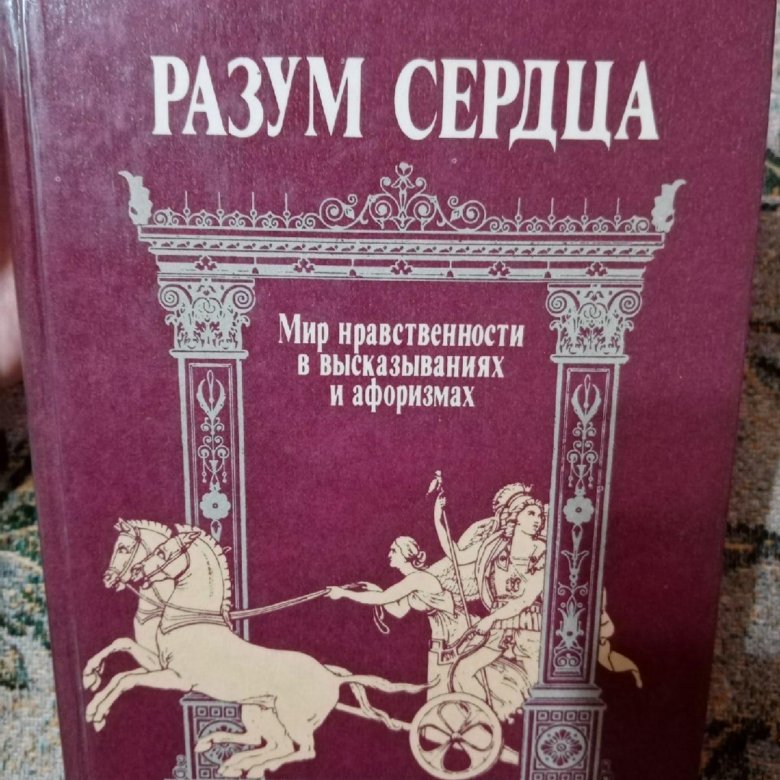 РАЗУМ СЕРДЦА
Мир нравственности
в высказываниях
и афоризмах